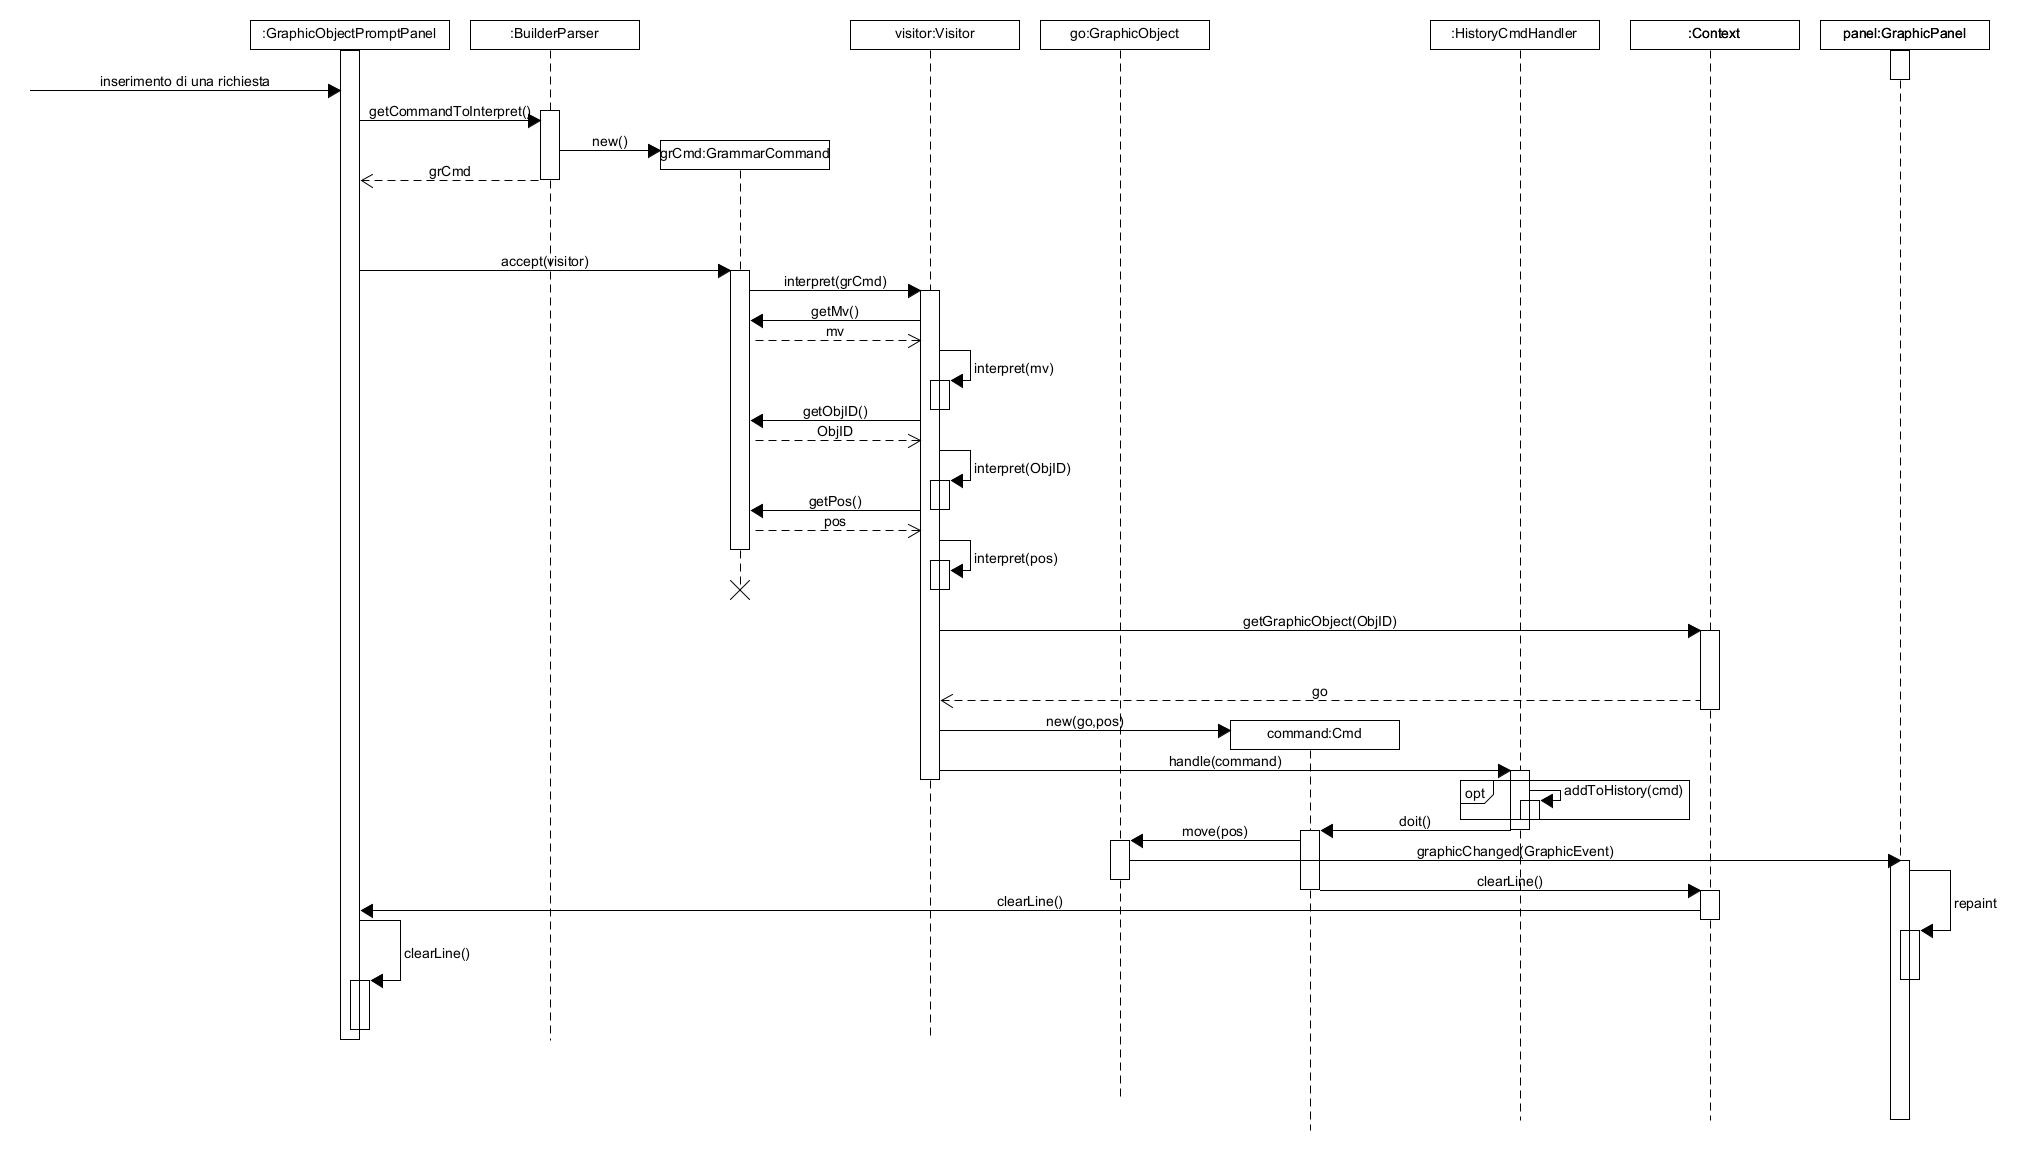 :GraphicObjectPromptPanel
:BuilderParser
visitor:Visitor
go:GraphicObject
:HistoryCmdHandler
:Context
panel:GraphicPanel
inserimento di una richiesta
getCommandToInterpret()
new()
grCmd:GrammarCommand
grCmd
accept(visitor)
interpret(grCmd)
getMv()
mv
interpret(mv)
getObjID()
ObjID
interpret(ObjID)
getPos()
pos
interpret(pos)
getGraphicObject(ObjID)
go
new(go,pos)
command:Cmd
handle(command)
opt
addToHistory(cmd)
doit()
move(pos)
graphicChanged(GraphicEvent)
clearLine()
clearLine()
repaint
clearLine()